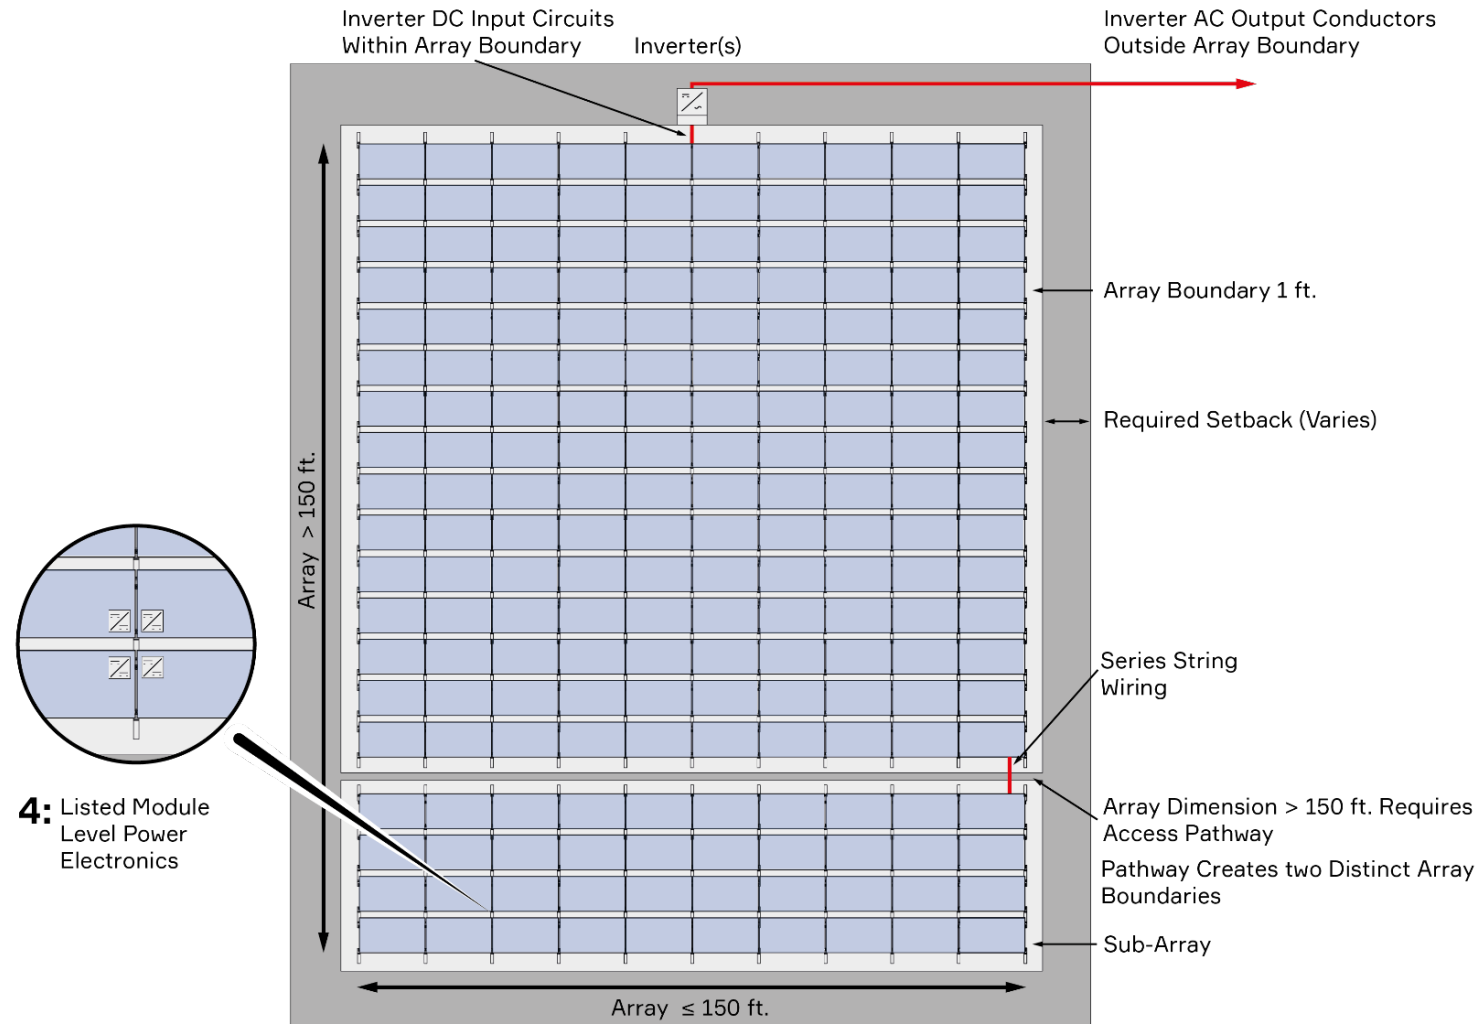 Inverter DC Input Circuits
Within Array Boundary
Inverter(s)
Inverter AC Output Conductors
Outside Array Boundary
Array Boundary 1 ft.
Required Setback (Varies)
Array > 150 ft.
Series String
Wiring
4: Listed Module
Level Power
Electronics
Array Dimension > 150 ft. Requires
Access Pathway
Pathway Creates two Distinct Array
Boundaries
Sub-Array
Array ≤ 150 ft.